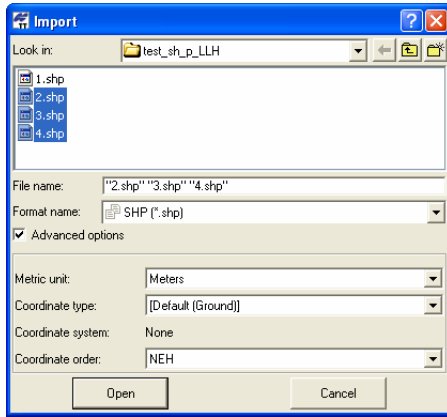 Import
Look in: test_sh_p_LLH
1.shp
2.shp
3.shp
4.shp
File name: "2.shp" "3.shp" "4.shp"
Format name: SHP (*.shp)
Advanced options
Metric unit: Meters
Coordinate type: [Default (Ground)]
Coordinate system: None
Coordinate order: NEH
Open Cancel